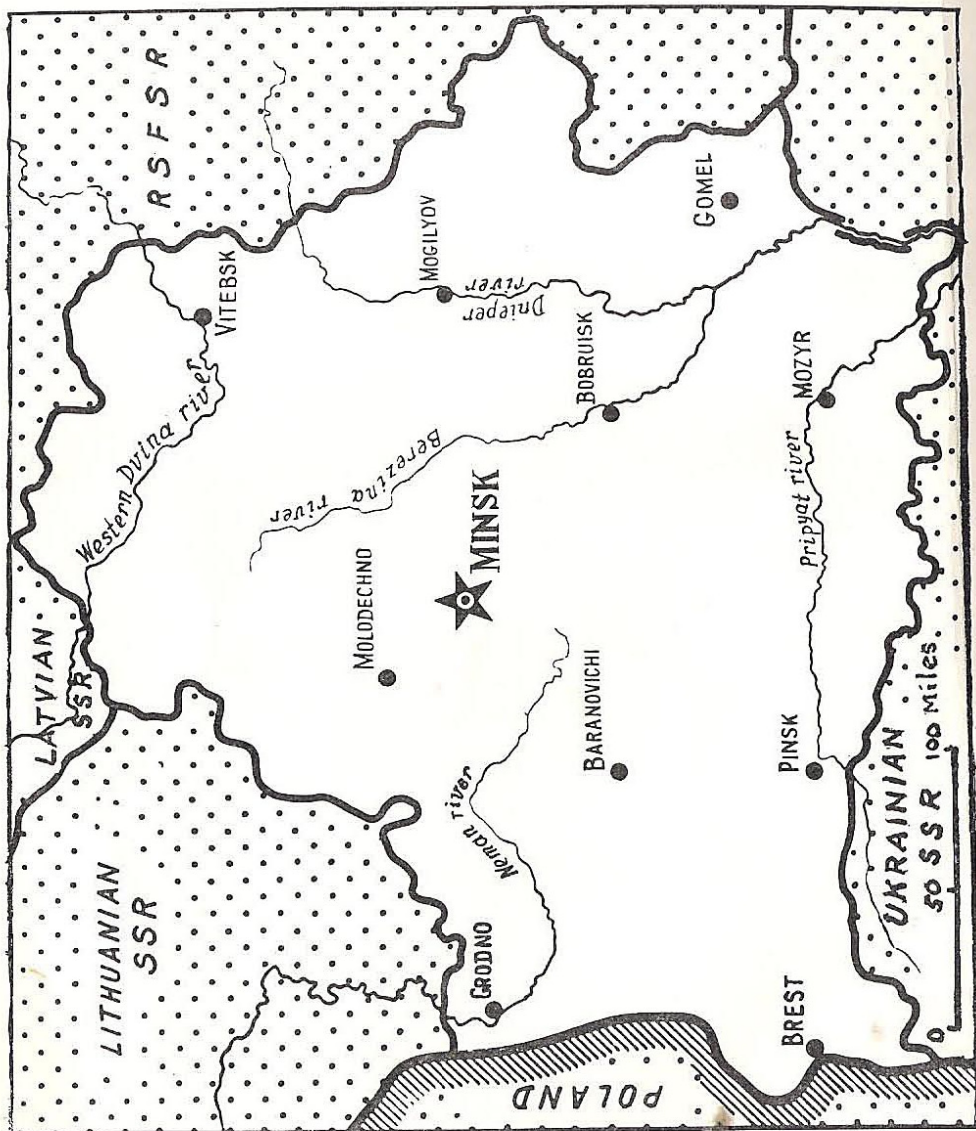 LATVIAN
SSR
LITHUANIAN
SSR
RSFSR
Western Dvina river
VITEBSK
Berezina river
MOLODECHNO
MOGILYOV
Dnieper
river
Neman river
MINSK
GRODNO
BOBRUISK
BARANOVICHI
POLAND
GOMEL
BREST
PINSK
MOZYR
Pripyat river
UKRAINIAN
SSR
0 50 100 Miles